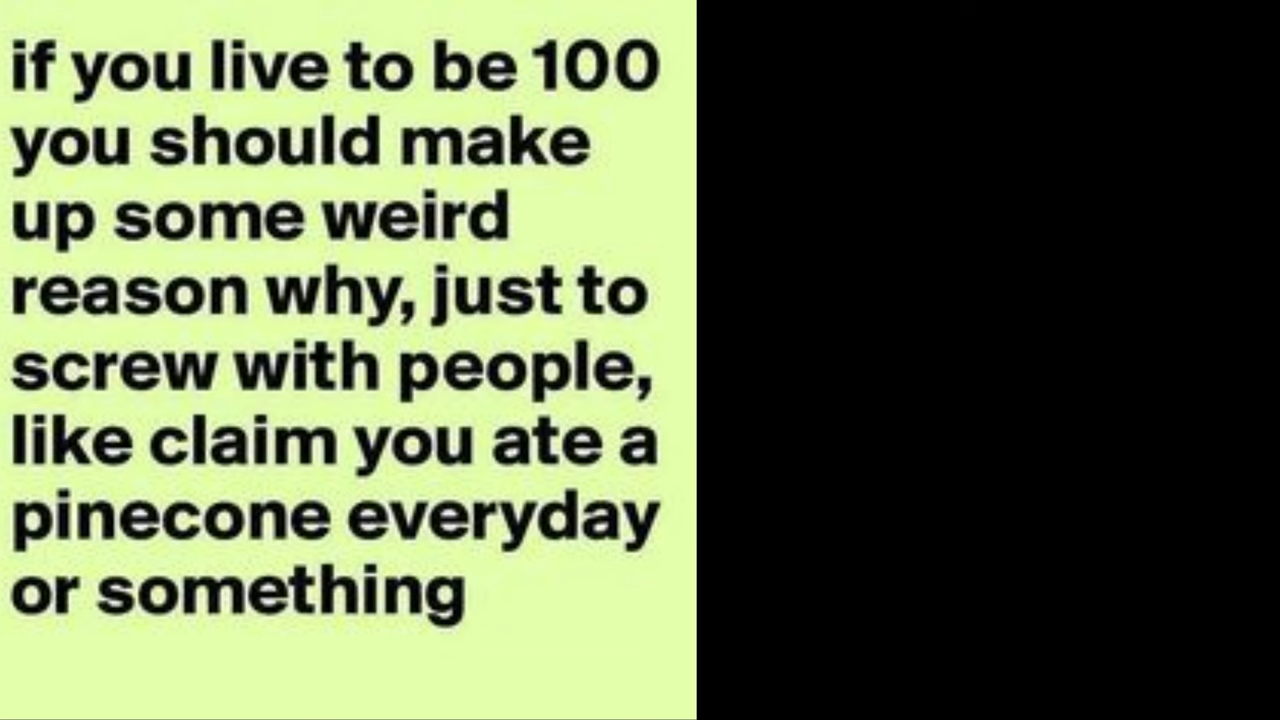 if you live to be 100
you should make
up some weird
reason why, just to
screw with people,
like claim you ate a
pinecone everyday
or something